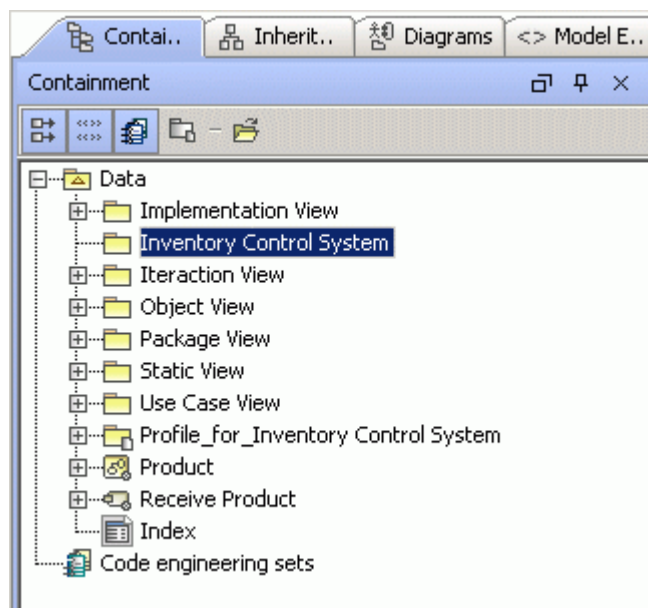 Contai.. Inherit.. Diagrams <> Model E..
Containment
Data
Implementation View
Inventory Control System
Iteraction View
Object View
Package View
Static View
Use Case View
Profile_for_Inventory Control System
Product
Receive Product
Index
Code engineering sets